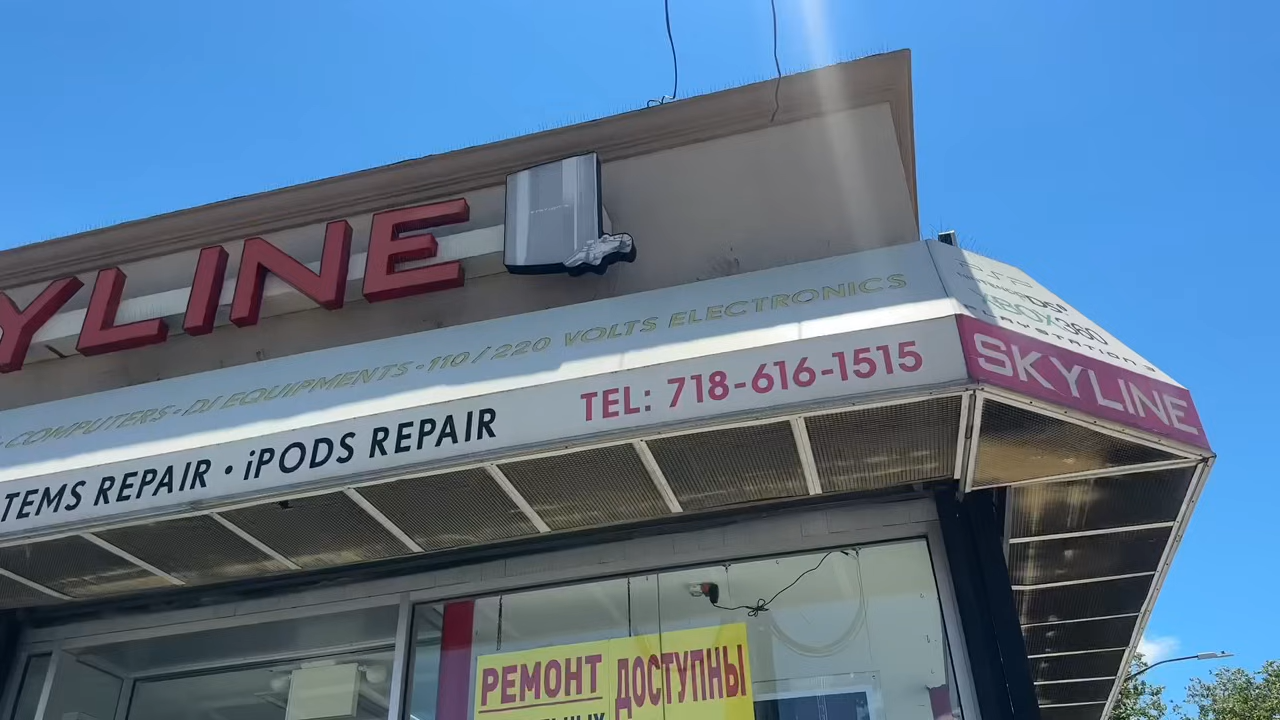 YLINE
COMPUTERS • DJ EQUIPMENTS • 110 / 220 VOLTS ELECTRONICS
TEMS REPAIR • iPODS REPAIR TEL: 718-616-1515
XBOX360
PLAYSTATION
SKYLINE
РЕМОНТ
ДОСТУПНЫ